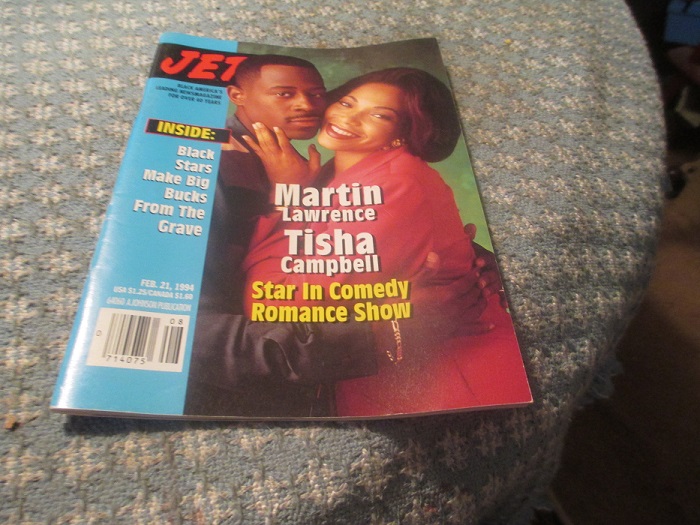 JET
BLACK AMERICA'S
LEADING NEWSMAGAZINE
FOR OVER 40 YEARS
INSIDE:
Black
Stars
Make Big
Bucks
From The
Grave
Martin
Lawrence
Tisha
Campbell
Star In Comedy
Romance Show
FEB. 21, 1994
USA $1.25/CANADA $1.60
A JOHNSON PUBLICATION
08
0 714075